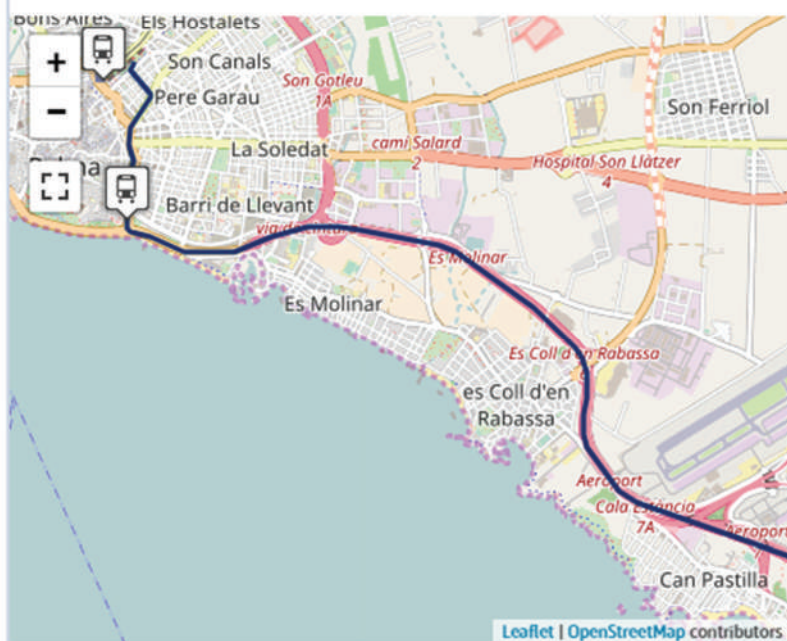 Bons Aires
Els Hostalets
+
Son Canals
Son Gotleu
1A
−
Pere Garau
Son Ferriol
La Soledat
camí Salard
2
Hospital Son Llàtzer
4
Barri de Llevant
Es Molinar
Es Molinar
Es Coll d'en Rabassa
es Coll d'en
Rabassa
Aeroport
Cala Estància
7A
Aeroport
Can Pastilla
Leaflet | OpenStreetMap contributors